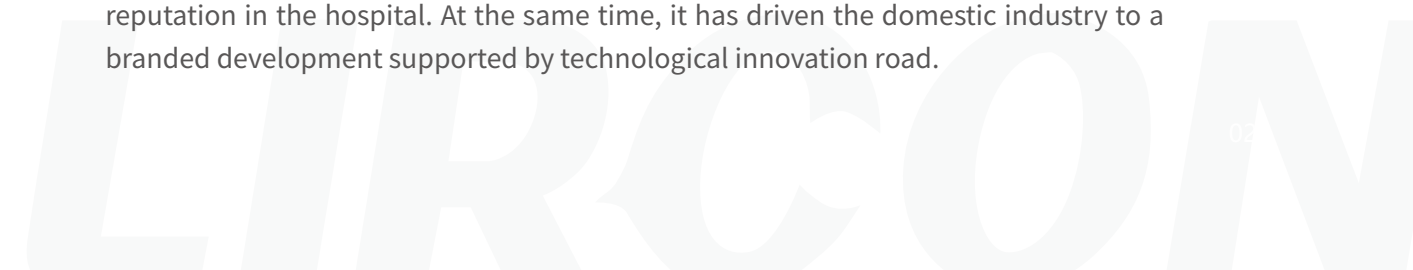 reputation in the hospital. At the same time, it has driven the domestic industry to a
branded development supported by technological innovation road.
02
LIRCON